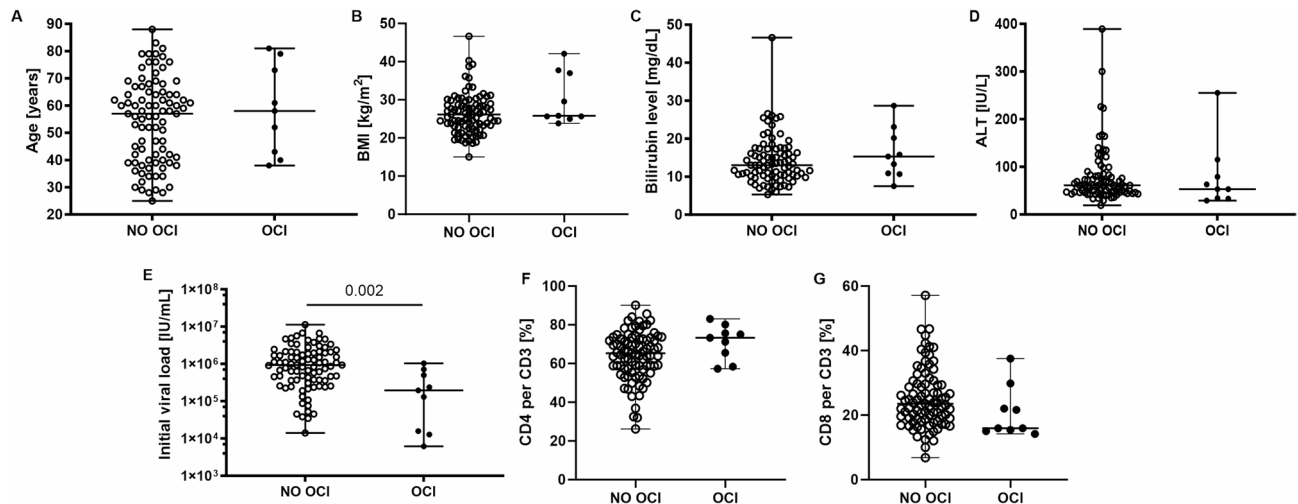 A
Age [years]
90
80
70
60
50
40
30
20
NO OCI
OCI
B
BMI [kg/m²]
50
40
30
20
10
0
NO OCI
OCI
C
Bilirubin level [mg/dL]
50
40
30
20
10
0
NO OCI
OCI
D
ALT [IU/L]
400
300
200
100
0
NO OCI
OCI
E
Initial viral load [IU/mL]
1×10⁸
1×10⁷
1×10⁶
1×10⁵
1×10⁴
1×10³
0.002
NO OCI
OCI
F
CD4 per CD3 [%]
100
80
60
40
20
0
NO OCI
OCI
G
CD8 per CD3 [%]
60
40
20
0
NO OCI
OCI